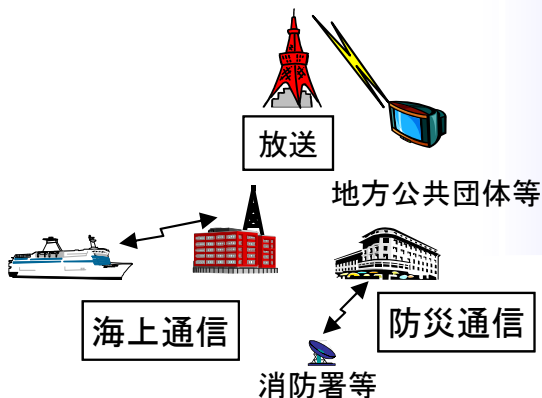 放送
地方公共団体等
海上通信
防災通信
消防署等